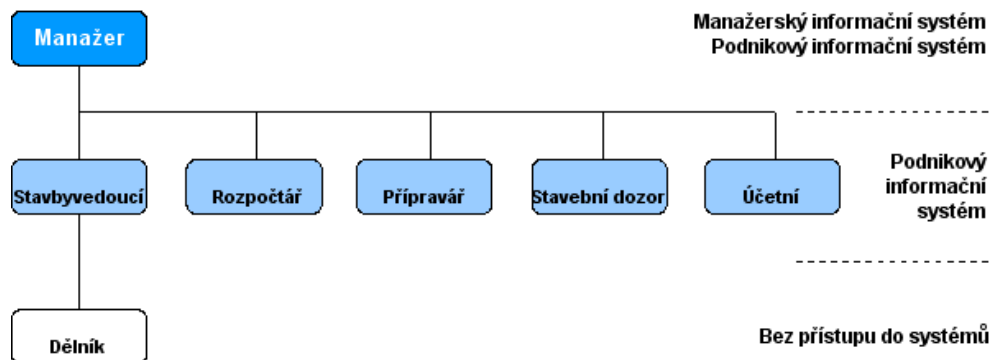 Manažer
Manažerský informační systém
Podnikový informační systém
Stavbyvedoucí
Rozpočtář
Přípravář
Stavební dozor
Účetní
Podnikový
informační
systém
Dělník
Bez přístupu do systémů